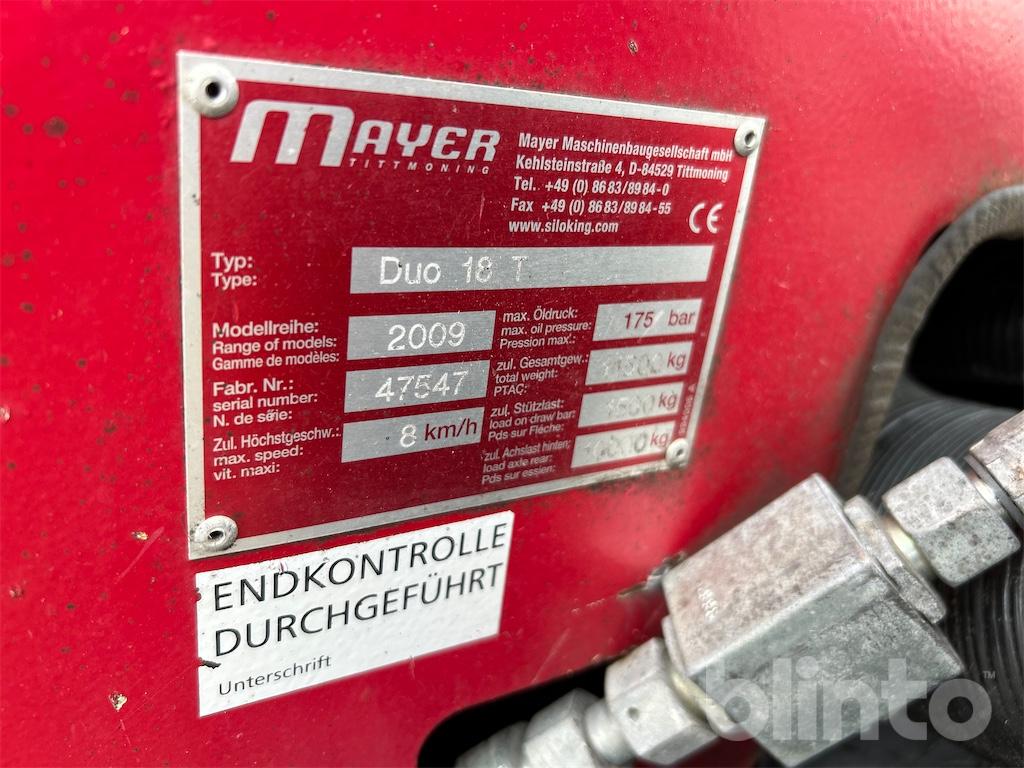 MAYER
TITTMONING
Mayer Maschinenbaugesellschaft mbH
Kehlsteinstraße 4, D-84529 Tittmoning
Tel. +49 (0) 86 83/89 84-0
Fax +49 (0) 86 83/89 84-55
www.siloking.com
CE
Typ:
Type:
Duo 18 T
Modellreihe:
Range of models:
Gamme de modèles:
2009
Fabr. Nr.:
serial number:
N. de série:
47547
Zul. Höchstgeschw.:
max. speed:
vit. maxi:
8 km/h
max. Öldruck:
max. oil pressure:
Pression max.:
175 bar
zul. Gesamtgew.:
total weight:
PTAC:
kg
zul. Stützlast:
load on draw bar:
Pds sur Fléche:
1500 kg
zul. Achslast hinten:
load axle rear:
Pds sur essien:
kg
ENDKONTROLLE
DURCHGEFÜHRT
Unterschrift
blinto™